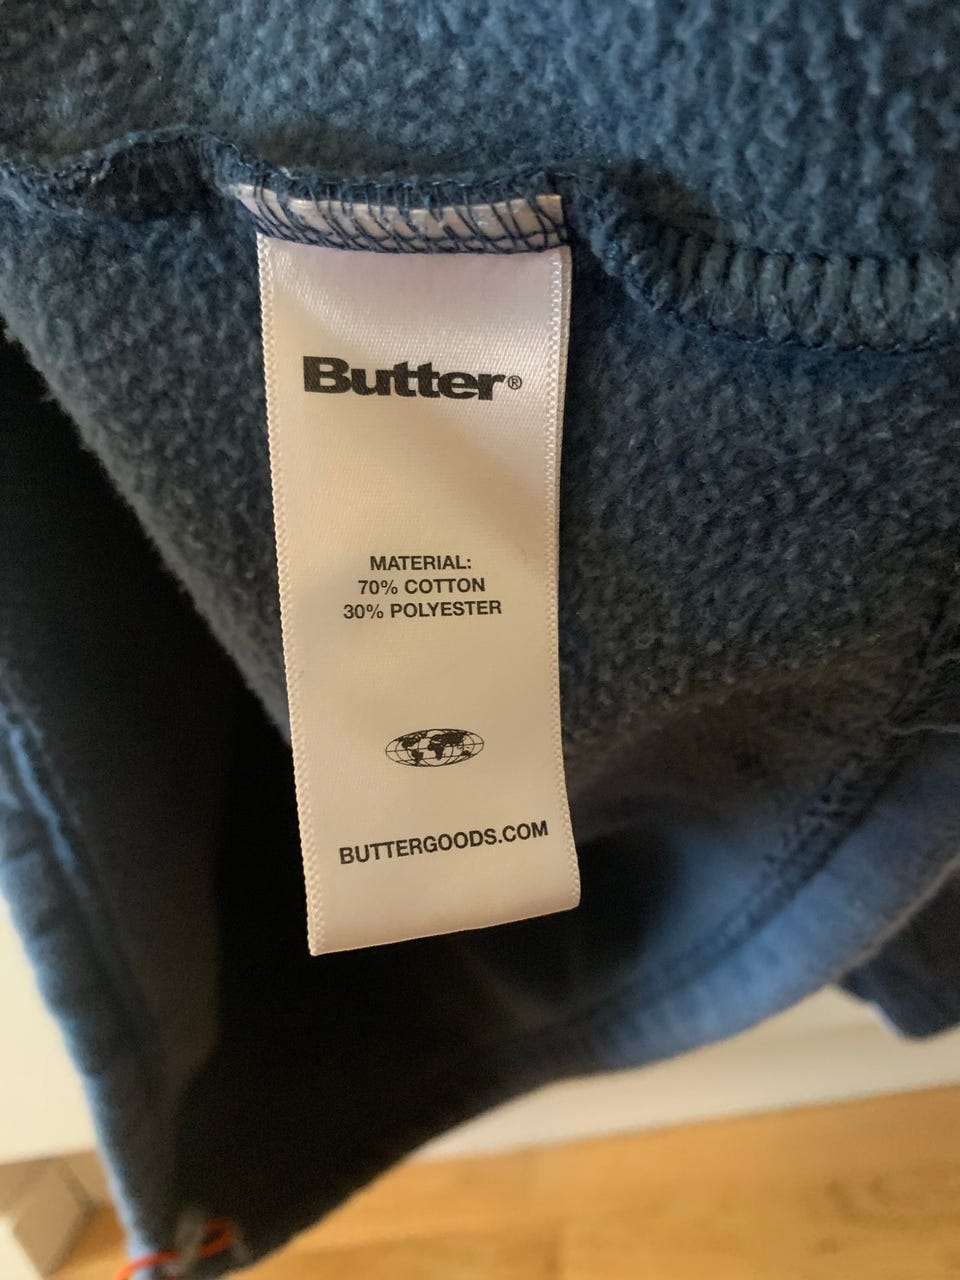 Butter®
MATERIAL:
70% COTTON
30% POLYESTER
BUTTERGOODS.COM